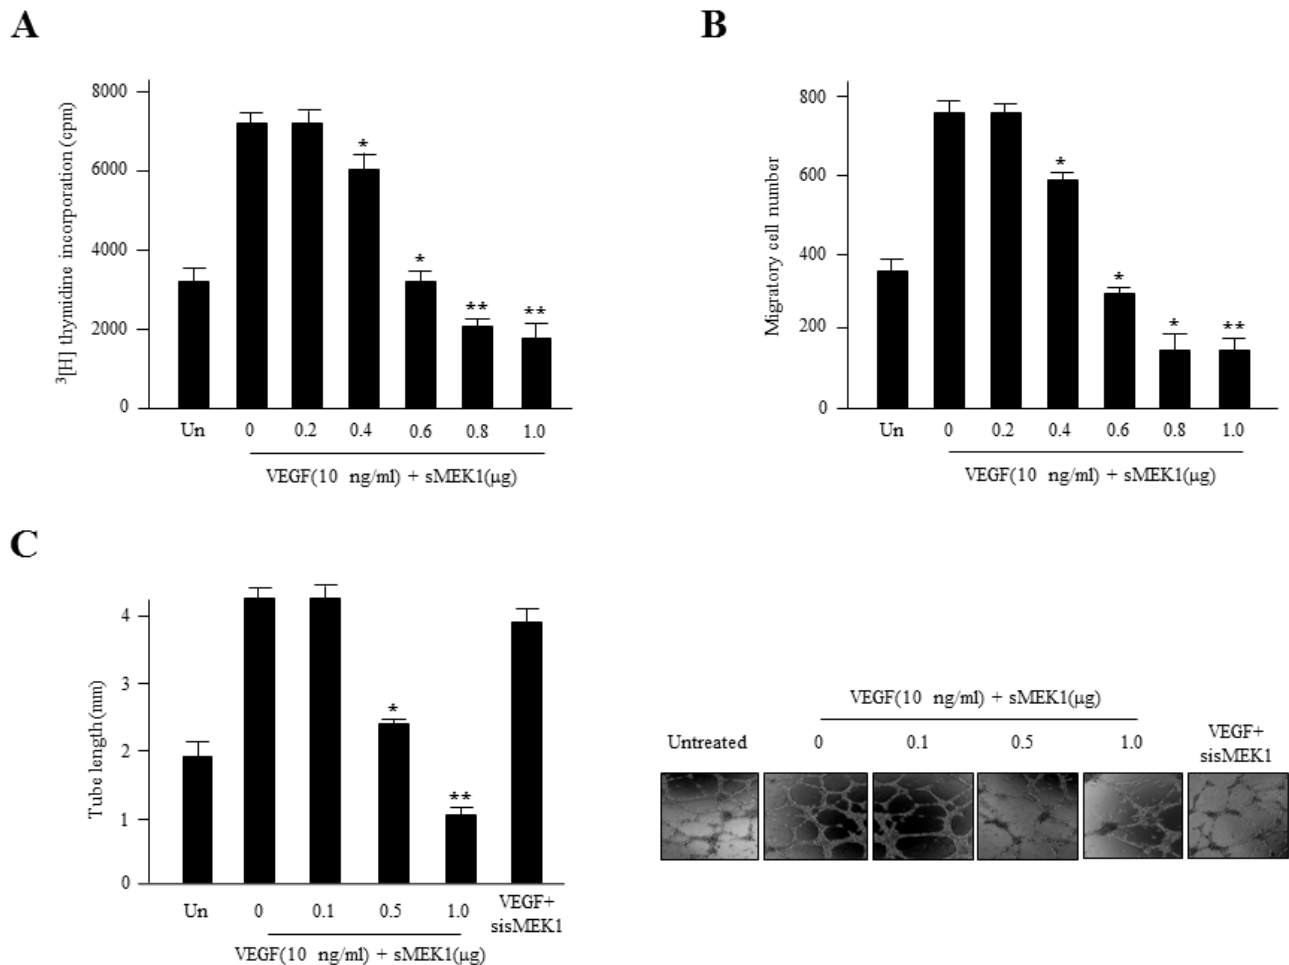 A
³[H] thymidine incorporation (cpm)
8000
6000
4000
2000
0
*
*
**
**
Un 0 0.2 0.4 0.6 0.8 1.0
VEGF(10 ng/ml) + sMEK1(μg)
B
Migratory cell number
800
600
400
200
0
*
*
*
**
Un 0 0.2 0.4 0.6 0.8 1.0
VEGF(10 ng/ml) + sMEK1(μg)
C
Tube length (mm)
4
3
2
1
0
*
**
Un 0 0.1 0.5 1.0 VEGF+
sisMEK1
VEGF(10 ng/ml) + sMEK1(μg)
VEGF(10 ng/ml) + sMEK1(μg)
Untreated 0 0.1 0.5 1.0 VEGF+
sisMEK1